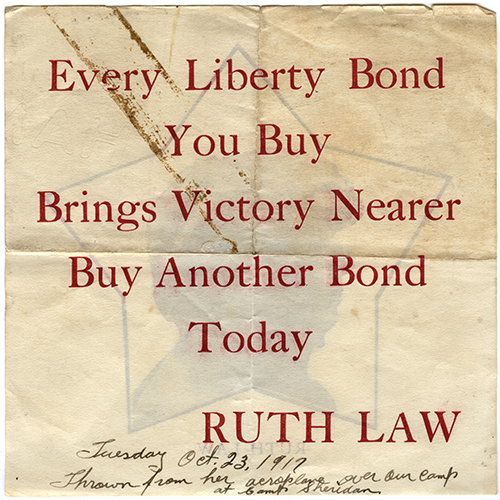 Every Liberty Bond
You Buy
Brings Victory Nearer
Buy Another Bond
Today
RUTH LAW
Tuesday Oct. 23, 1917
Thrown from her aeroplane over our camp
at Camp Sheridan